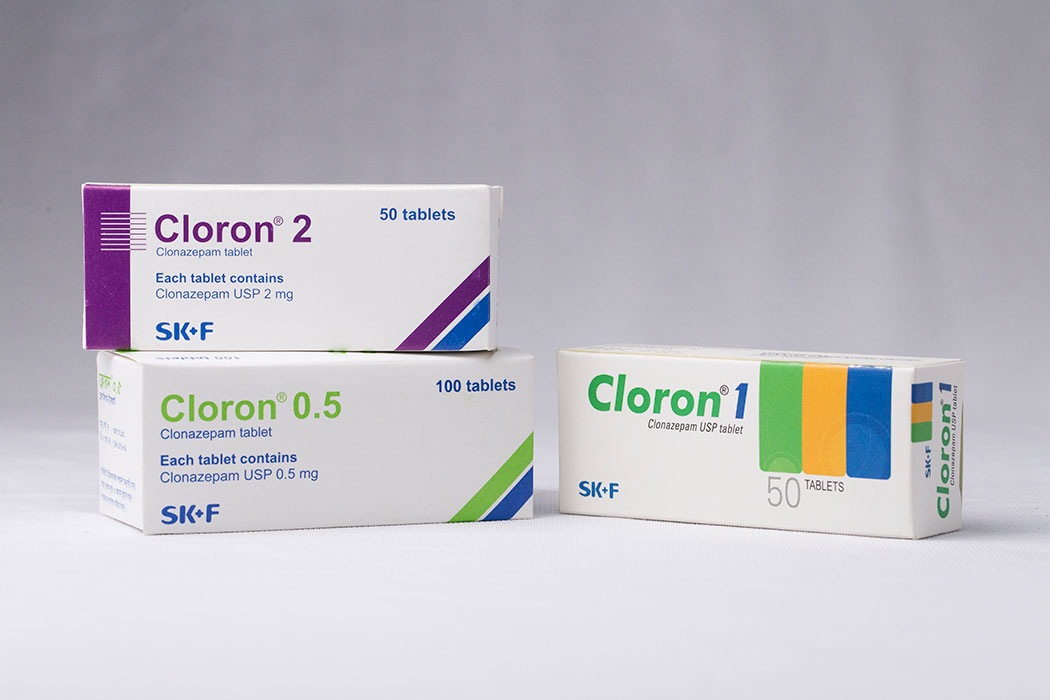 Cloron® 2
50 tablets
Clonazepam tablet
Each tablet contains
Clonazepam USP 2 mg
SK+F
100 tablets
Cloron® 0.5
100 tablets
Clonazepam tablet
Each tablet contains
Clonazepam USP 0.5 mg
SK+F
Cloron® 1
Clonazepam USP tablet
SK+F
50 TABLETS
Cloron® 1
Clonazepam USP tablet
SK+F